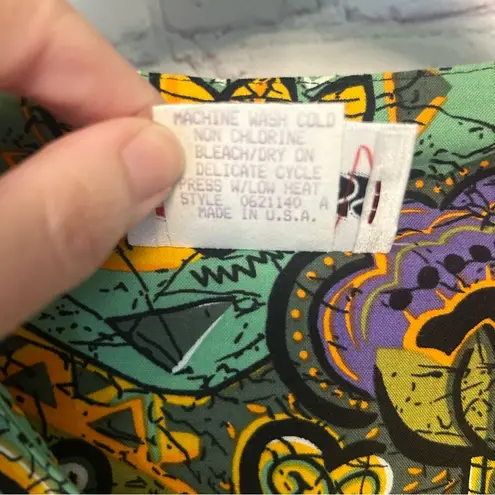 MACHINE WASH COLD
NON CHLORINE
BLEACH/DRY ON
DELICATE CYCLE
PRESS W/LOW HEAT
STYLE 0621140 A
MADE IN U.S.A.